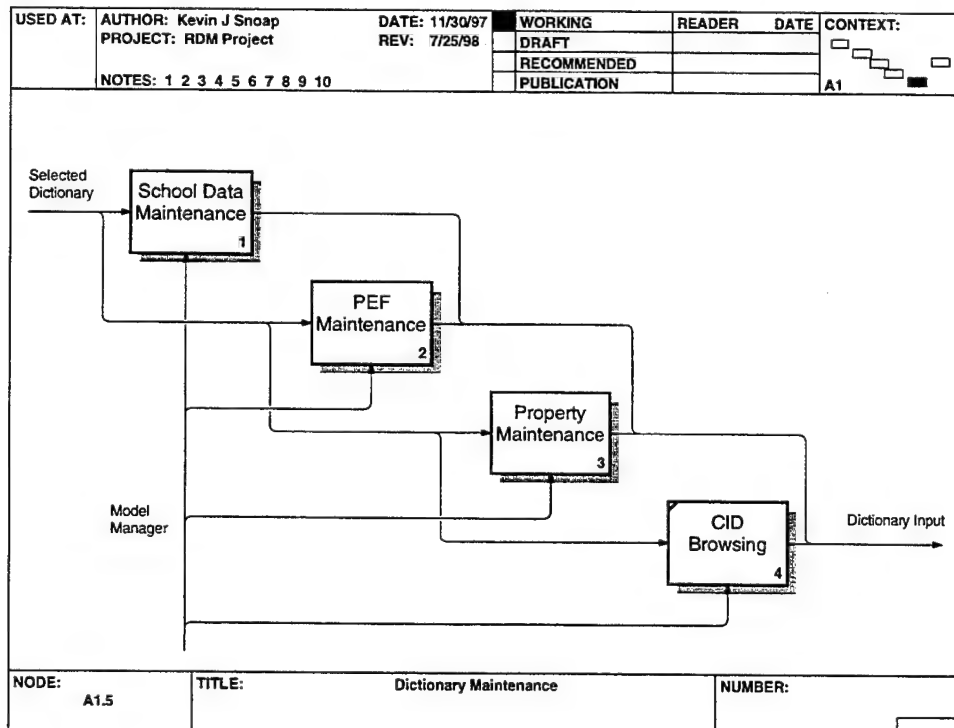 USED AT:
AUTHOR: Kevin J Snoap
DATE: 11/30/97
PROJECT: RDM Project
REV: 7/25/98
NOTES: 1 2 3 4 5 6 7 8 9 10
WORKING
DRAFT
RECOMMENDED
PUBLICATION
READER DATE
CONTEXT:
A1
Selected
Dictionary
School Data
Maintenance
1
PEF
Maintenance
2
Property
Maintenance
3
Model
Manager
CID
Browsing
4
Dictionary Input
NODE:
A1.5
TITLE:
Dictionary Maintenance
NUMBER: